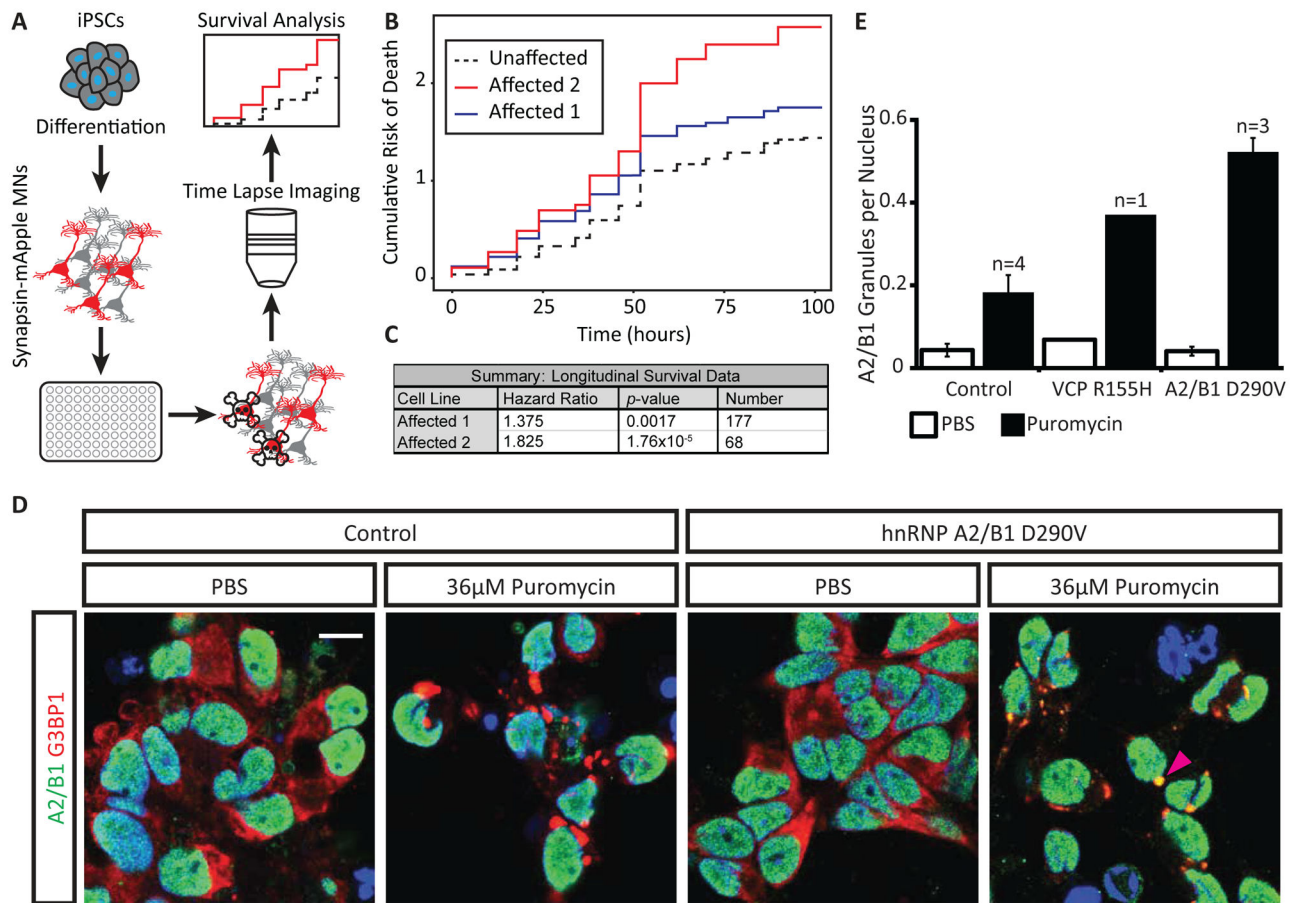 A
iPSCs
Differentiation
Synapsin-mApple MNs
Survival Analysis
Time Lapse Imaging
B
Cumulative Risk of Death
2
1
0
Unaffected
Affected 2
Affected 1
0 25 50 75 100
Time (hours)
C
Summary: Longitudinal Survival Data
Cell Line Hazard Ratio p-value Number
Affected 1 1.375 0.0017 177
Affected 2 1.825 1.76x10⁻⁵ 68
E
A2/B1 Granules per Nucleus
0.6
0.4
0.2
0
n=4
n=1
n=3
Control VCP R155H A2/B1 D290V
PBS Puromycin
D
Control hnRNP A2/B1 D290V
PBS 36μM Puromycin PBS 36μM Puromycin
A2/B1 G3BP1